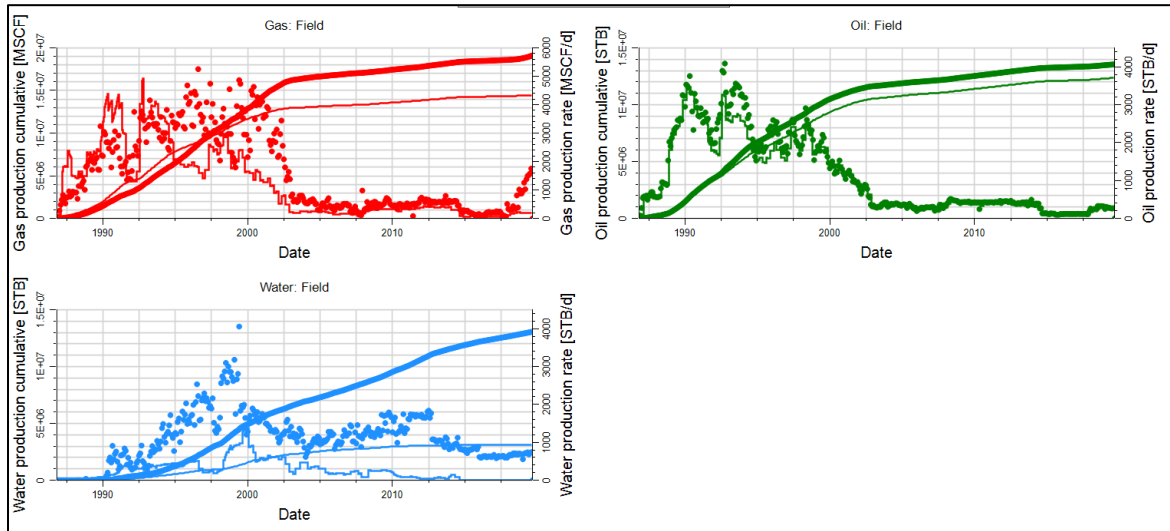 Gas: Field
Gas production cumulative [MSCF]
0
5E+06
1E+07
1.5E+07
2E+07
Gas production rate [MSCF/d]
0
1000
2000
3000
4000
5000
6000
1990
2000
2010
Date
Oil: Field
Oil production cumulative [STB]
0
5E+06
1E+07
1.5E+07
Oil production rate [STB/d]
0
1000
2000
3000
4000
1990
2000
2010
Date
Water: Field
Water production cumulative [STB]
0
5E+06
1E+07
1.5E+07
Water production rate [STB/d]
0
1000
2000
3000
4000
1990
2000
2010
Date